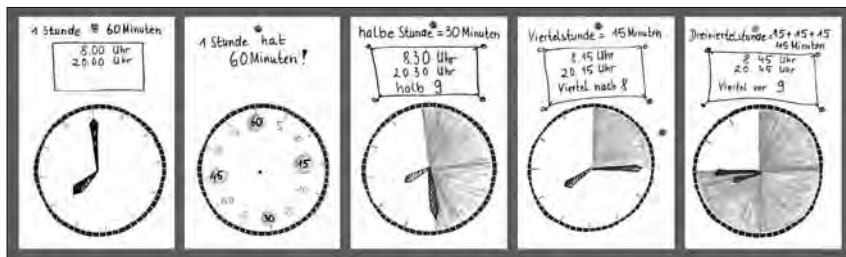 1 Stunde = 60 Minuten
8.00 Uhr
20.00 Uhr
1 Stunde hat
60 Minuten!
60
15
30
45
halbe Stunde = 30 Minuten
8.30 Uhr
20.30 Uhr
halb 9
Viertelstunde = 15 Minuten
8.15 Uhr
20.15 Uhr
Viertel nach 8
Dreiviertelstunde = 15+15+15
45 Minuten
8.45 Uhr
20.45 Uhr
Viertel vor 9